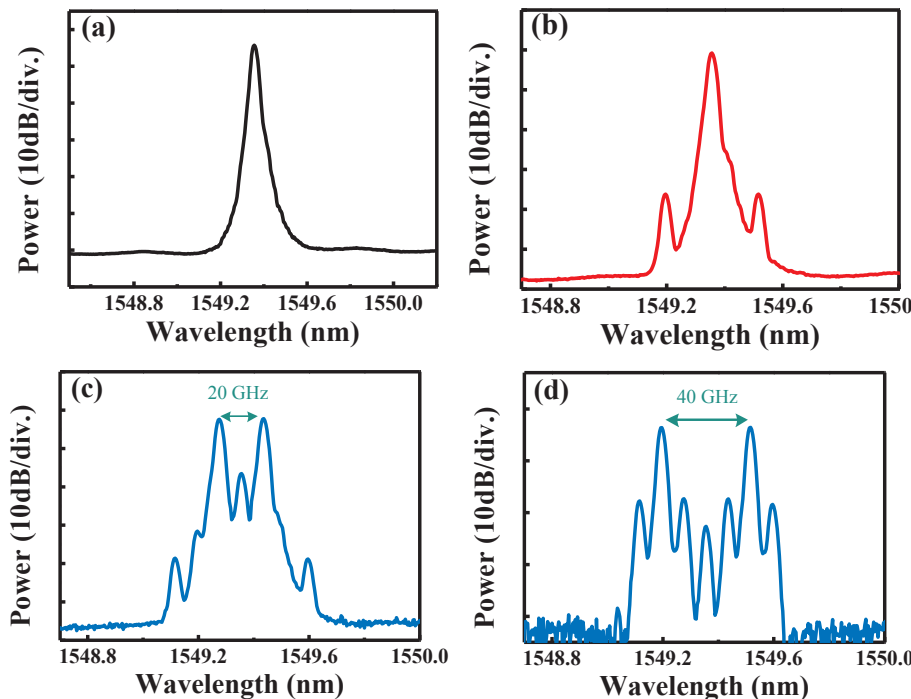 (a)
Power (10dB/div.)
1548.8 1549.2 1549.6 1550.0
Wavelength (nm)
(b)
Power (10dB/div.)
1548.8 1549.2 1549.6 1550
Wavelength (nm)
(c)
20 GHz
Power (10dB/div.)
1548.8 1549.2 1549.6 1550.0
Wavelength (nm)
(d)
40 GHz
Power (10dB/div.)
1548.8 1549.2 1549.6 1550.0
Wavelength (nm)